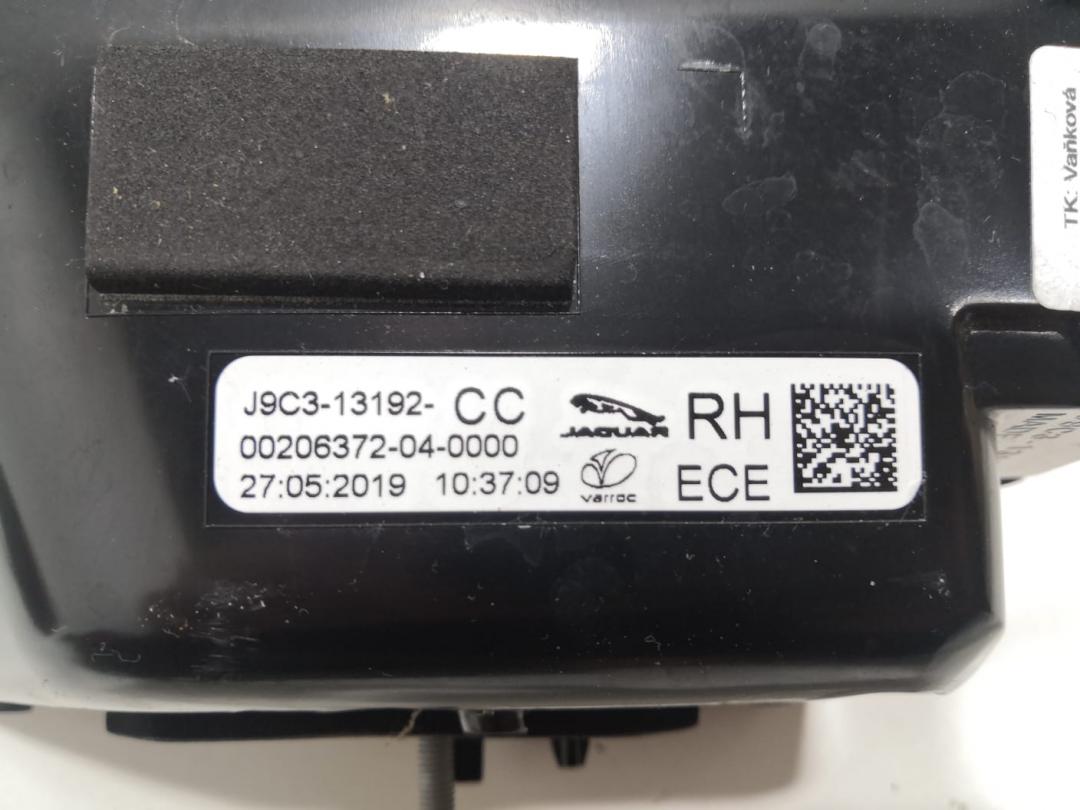 TK: Vaňková
J9C3-13192- CC
JAGUAR
RH
00206372-04-0000
27:05:2019 10:37:09
varroc
ECE